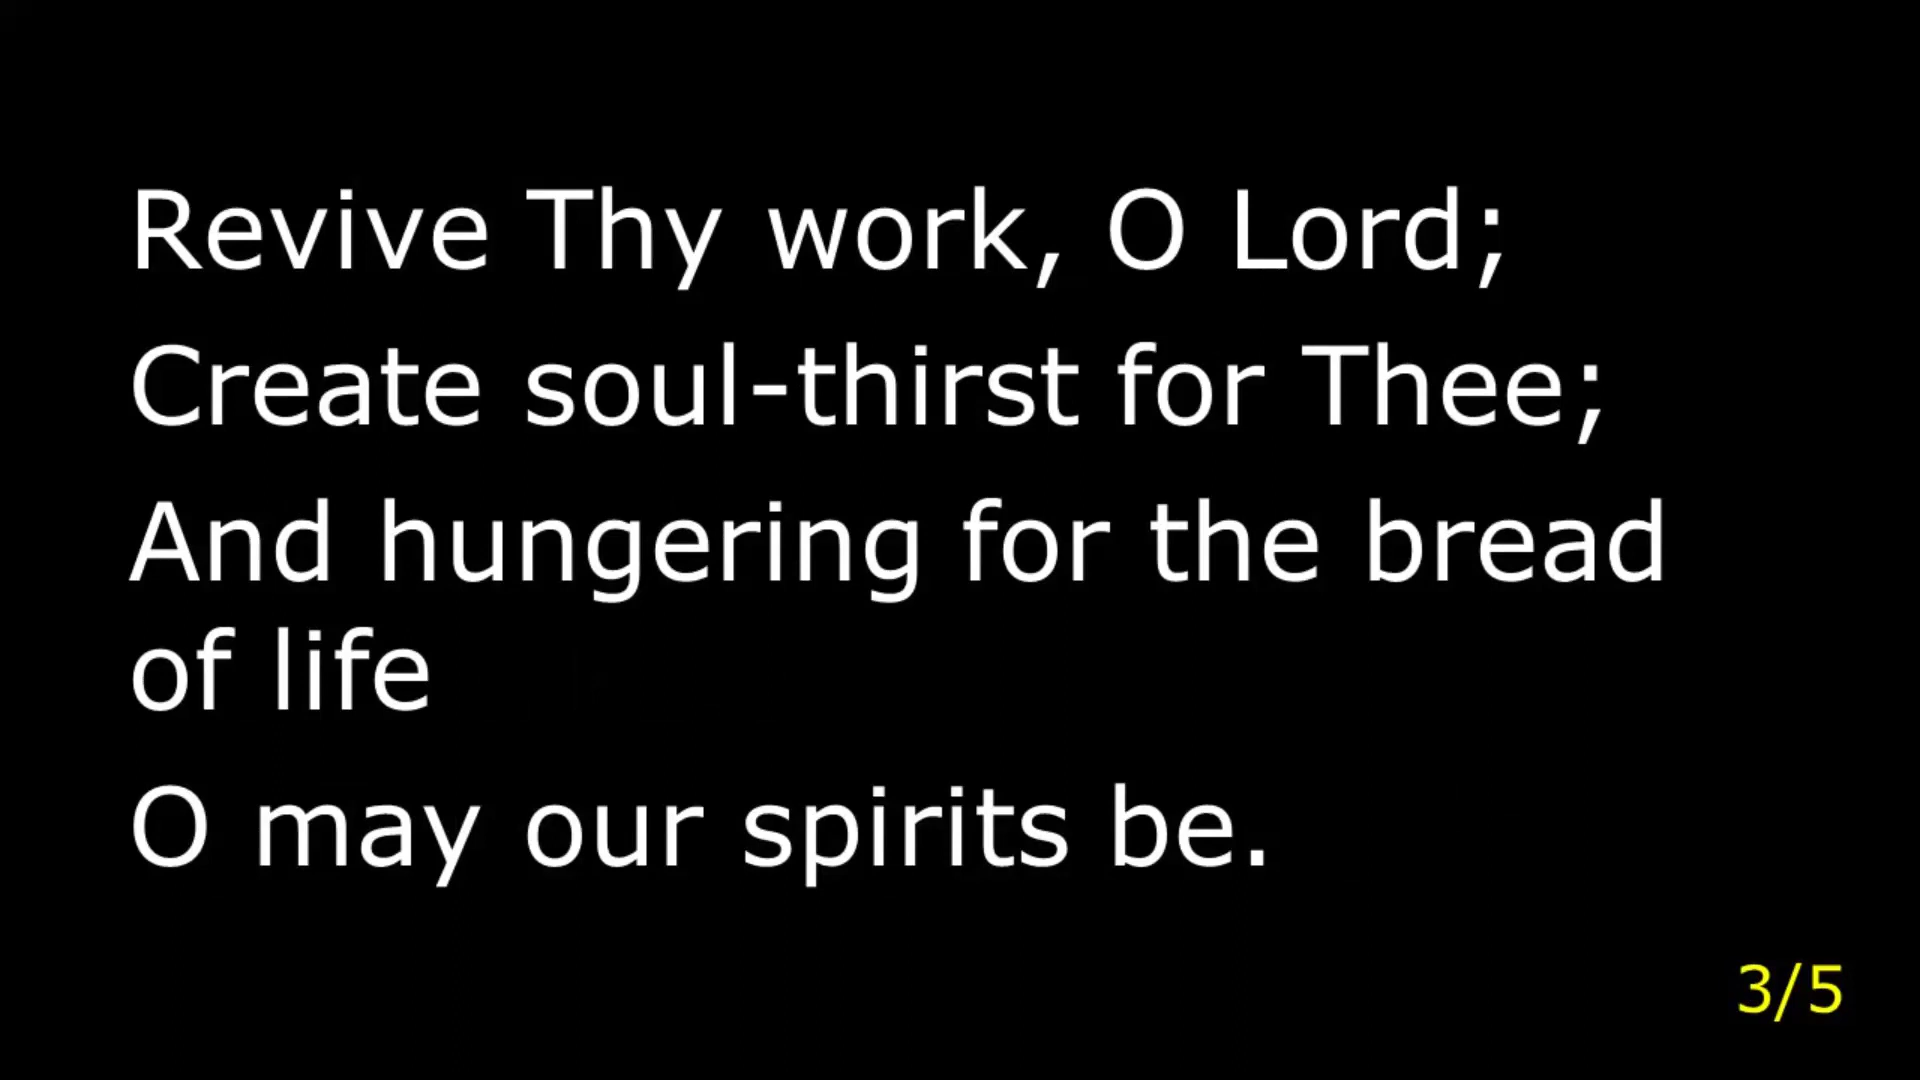 Revive Thy work, O Lord;
Create soul-thirst for Thee;
And hungering for the bread
of life
O may our spirits be.
3/5